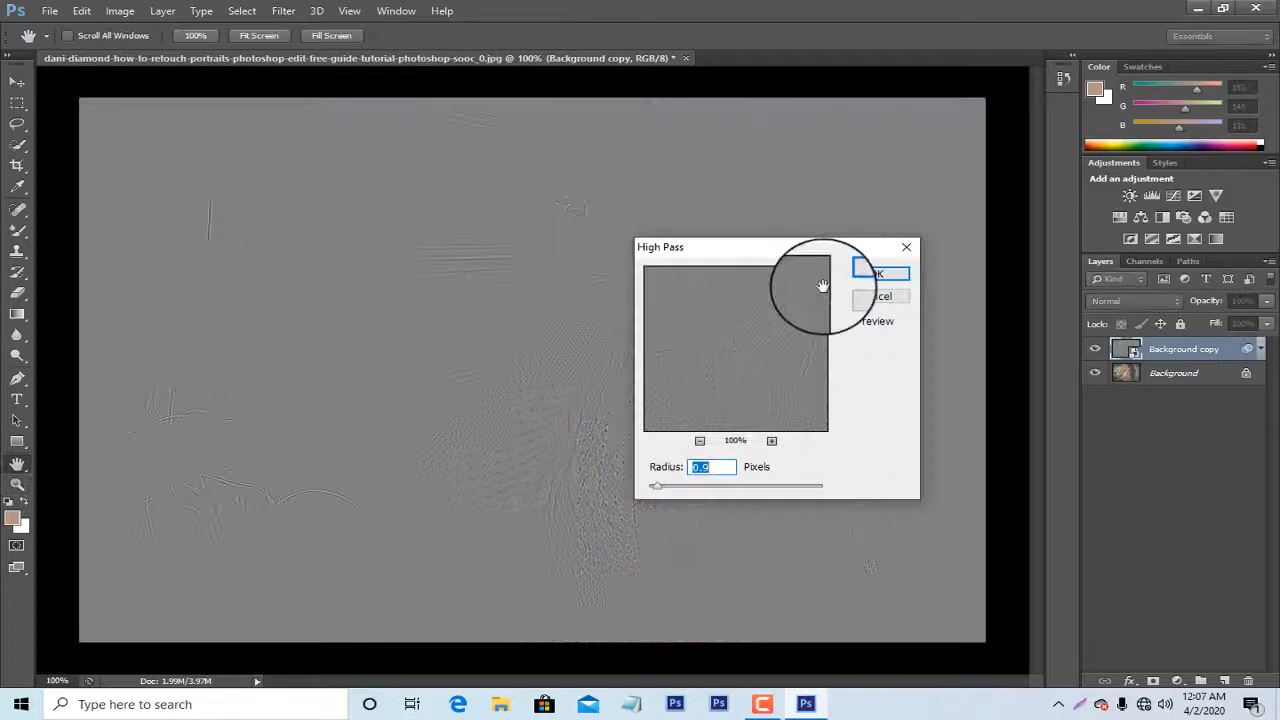 Ps File Edit Image Layer Type Select Filter 3D View Window Help
Scroll All Windows 100% Fit Screen Fill Screen Essentials
dani-diamond-how-to-retouch-portraits-photoshop-edit-free-guide-tutorial-photoshop-sooc_0.jpg @ 100% (Background copy, RGB/8) * ×
Color Swatches
R
G
B
Adjustments Styles
Add an adjustment
High Pass
OK
cel
review
100%
Radius: 0.9 Pixels
Layers Channels Paths
Kind
Normal Opacity: 100%
Lock: Fill: 100%
Background copy
Background
100% Doc: 1.99M/3.97M
Type here to search
12:07 AM
4/2/2020